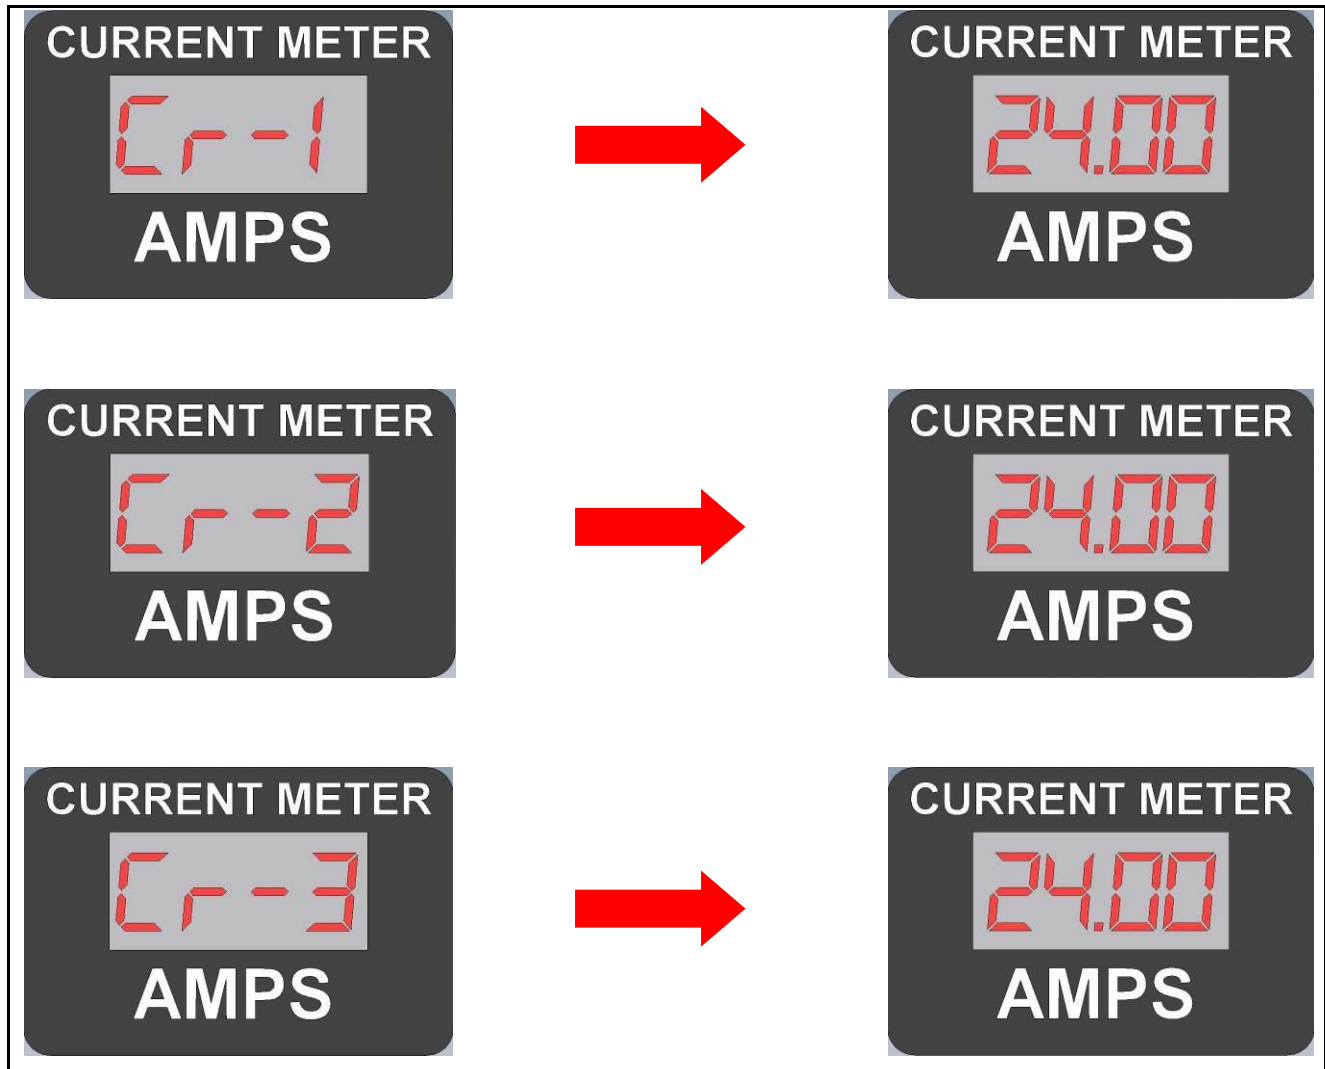 CURRENT METER
Cr-1
AMPS
CURRENT METER
24.00
AMPS
CURRENT METER
Cr-2
AMPS
CURRENT METER
24.00
AMPS
CURRENT METER
Cr-3
AMPS
CURRENT METER
24.00
AMPS